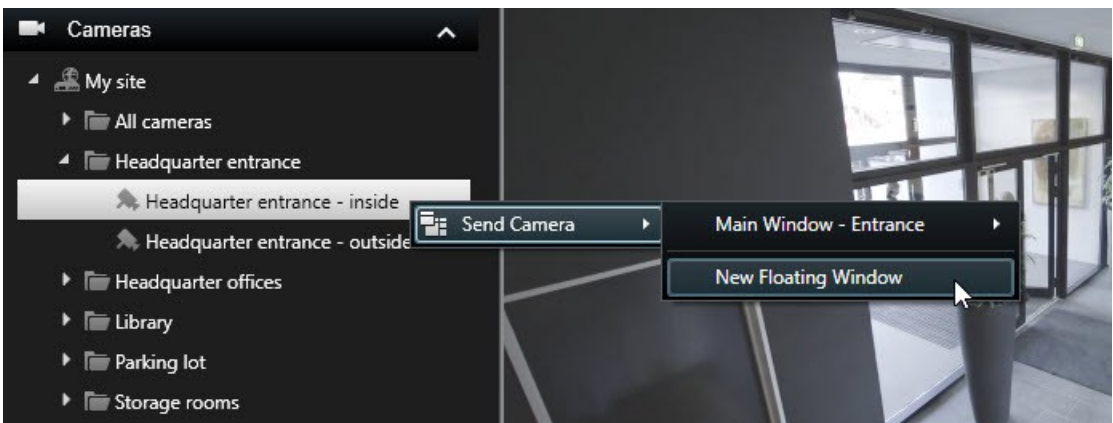 Cameras
My site
All cameras
Headquarter entrance
Headquarter entrance - inside
Send Camera
Main Window - Entrance
Headquarter entrance - outside
New Floating Window
Headquarter offices
Library
Parking lot
Storage rooms